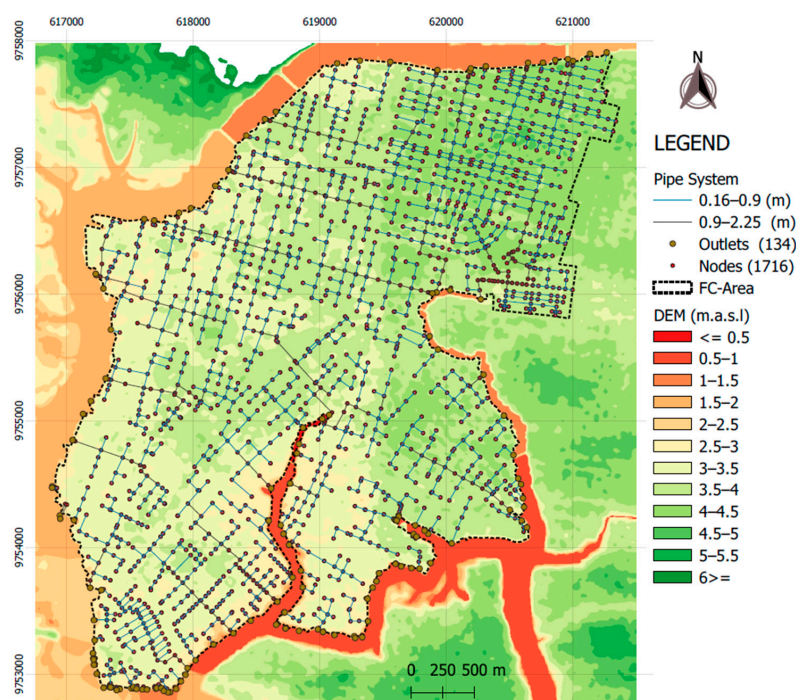 617000 618000 619000 620000 621000
9758000
9757000
9756000
9755000
9754000
9753000
N
LEGEND
Pipe System
0.16–0.9 (m)
0.9–2.25 (m)
Outlets (134)
Nodes (1716)
FC-Area
DEM (m.a.s.l)
<= 0.5
0.5–1
1–1.5
1.5–2
2–2.5
2.5–3
3–3.5
3.5–4
4–4.5
4.5–5
5–5.5
6>=
0 250 500 m